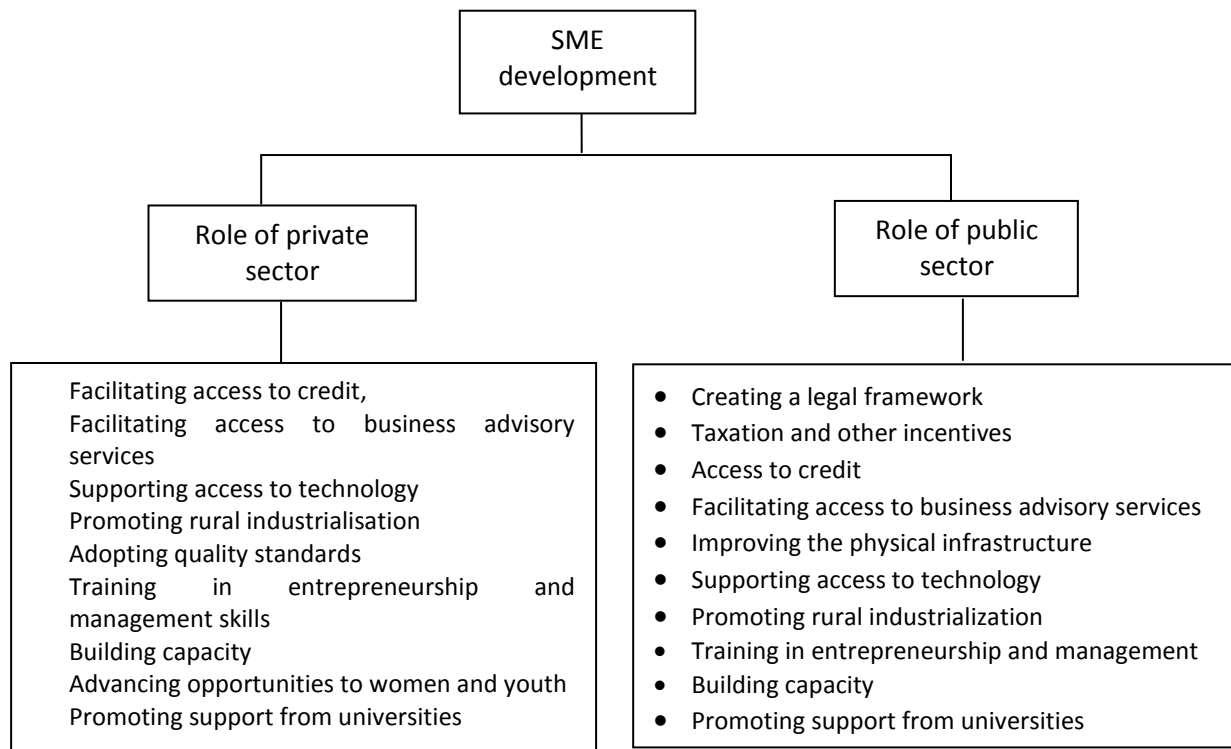 SME
development
Role of private
sector
Role of public
sector
Facilitating access to credit,
Facilitating access to business advisory
services
Supporting access to technology
Promoting rural industrialisation
Adopting quality standards
Training in entrepreneurship and
management skills
Building capacity
Advancing opportunities to women and youth
Promoting support from universities
• Creating a legal framework
• Taxation and other incentives
• Access to credit
• Facilitating access to business advisory services
• Improving the physical infrastructure
• Supporting access to technology
• Promoting rural industrialization
• Training in entrepreneurship and management
• Building capacity
• Promoting support from universities